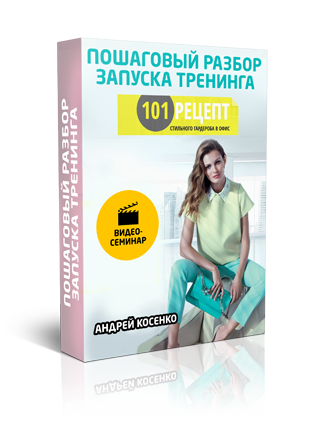 ПОШАГОВЫЙ РАЗБОР
ЗАПУСКА ТРЕНИНГА
101 РЕЦЕПТ
СТИЛЬНОГО ГАРДЕРОБА В ОФИС
ВИДЕО-
СЕМИНАР
АНДРЕЙ КОСЕНКО
ПОШАГОВЫЙ РАЗБОР
ЗАПУСКА ТРЕНИНГА